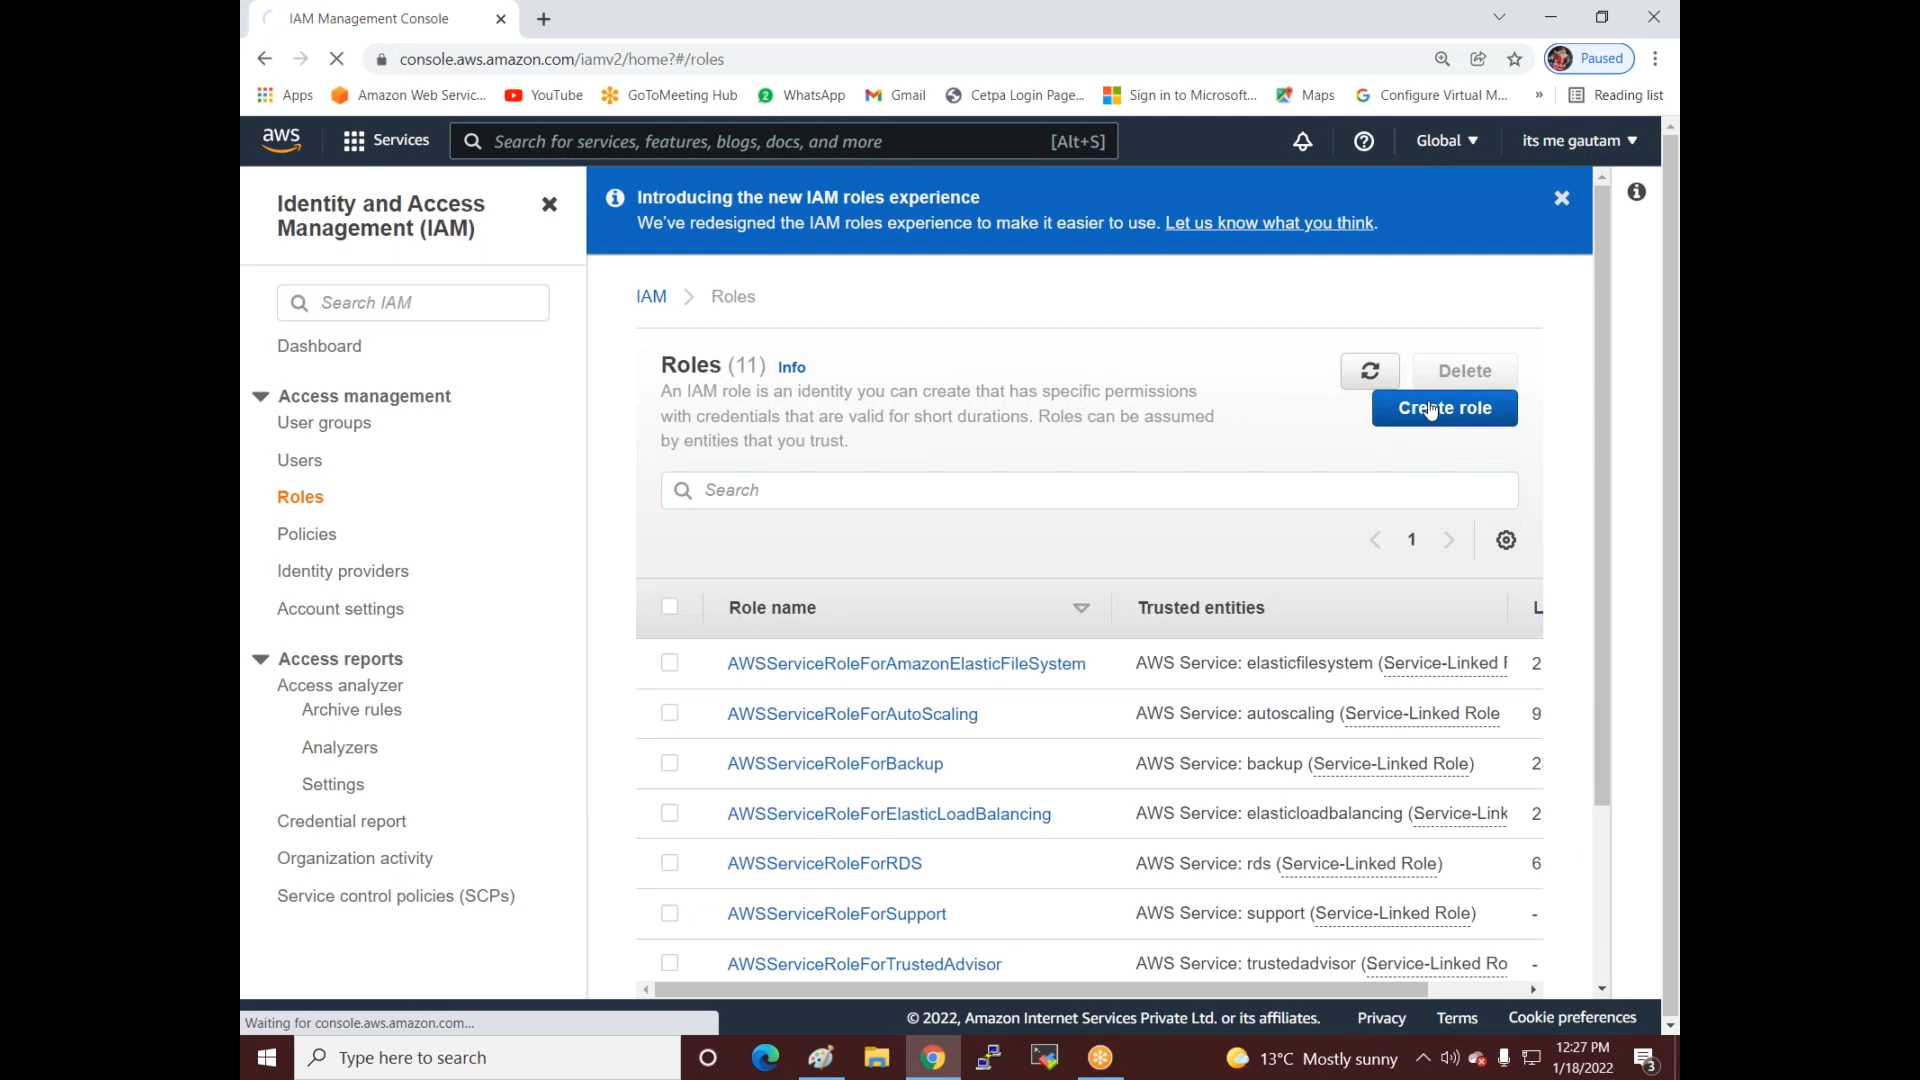 IAM Management Console
console.aws.amazon.com/iamv2/home?#/roles
Paused
Apps
Amazon Web Servic...
YouTube
GoToMeeting Hub
2
WhatsApp
Gmail
Cetpa Login Page...
Sign in to Microsoft...
Maps
Configure Virtual M...
»
Reading list
aws
Services
Search for services, features, blogs, docs, and more
[Alt+S]
Global
its me gautam
Identity and Access
Management (IAM)
Search IAM
Dashboard
Access management
User groups
Users
Roles
Policies
Identity providers
Account settings
Access reports
Access analyzer
Archive rules
Analyzers
Settings
Credential report
Organization activity
Service control policies (SCPs)
Introducing the new IAM roles experience
We've redesigned the IAM roles experience to make it easier to use. Let us know what you think.
IAM
Roles
Roles (11) Info
An IAM role is an identity you can create that has specific permissions
with credentials that are valid for short durations. Roles can be assumed
by entities that you trust.
Delete
Create role
Search
1
Role name
Trusted entities
L
AWSServiceRoleForAmazonElasticFileSystem
AWS Service: elasticfilesystem (Service-Linked
2
AWSServiceRoleForAutoScaling
AWS Service: autoscaling (Service-Linked Role
9
AWSServiceRoleForBackup
AWS Service: backup (Service-Linked Role)
2
AWSServiceRoleForElasticLoadBalancing
AWS Service: elasticloadbalancing (Service-Link
2
AWSServiceRoleForRDS
AWS Service: rds (Service-Linked Role)
6
AWSServiceRoleForSupport
AWS Service: support (Service-Linked Role)
-
AWSServiceRoleForTrustedAdvisor
AWS Service: trustedadvisor (Service-Linked Ro
-
Waiting for console.aws.amazon.com...
© 2022, Amazon Internet Services Private Ltd. or its affiliates.
Privacy
Terms
Cookie preferences
Type here to search
13°C Mostly sunny
12:27 PM
1/18/2022
3